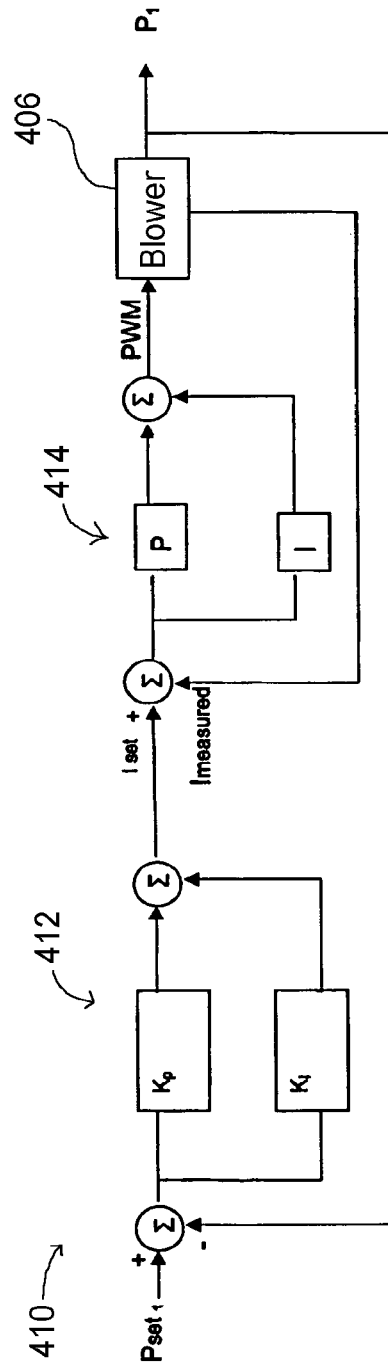 410
412
414
406
Pset 1
+
-
Σ
Kp
Ki
Σ
I set +
Imeasured
Σ
P
I
Σ
PWM
Blower
P1